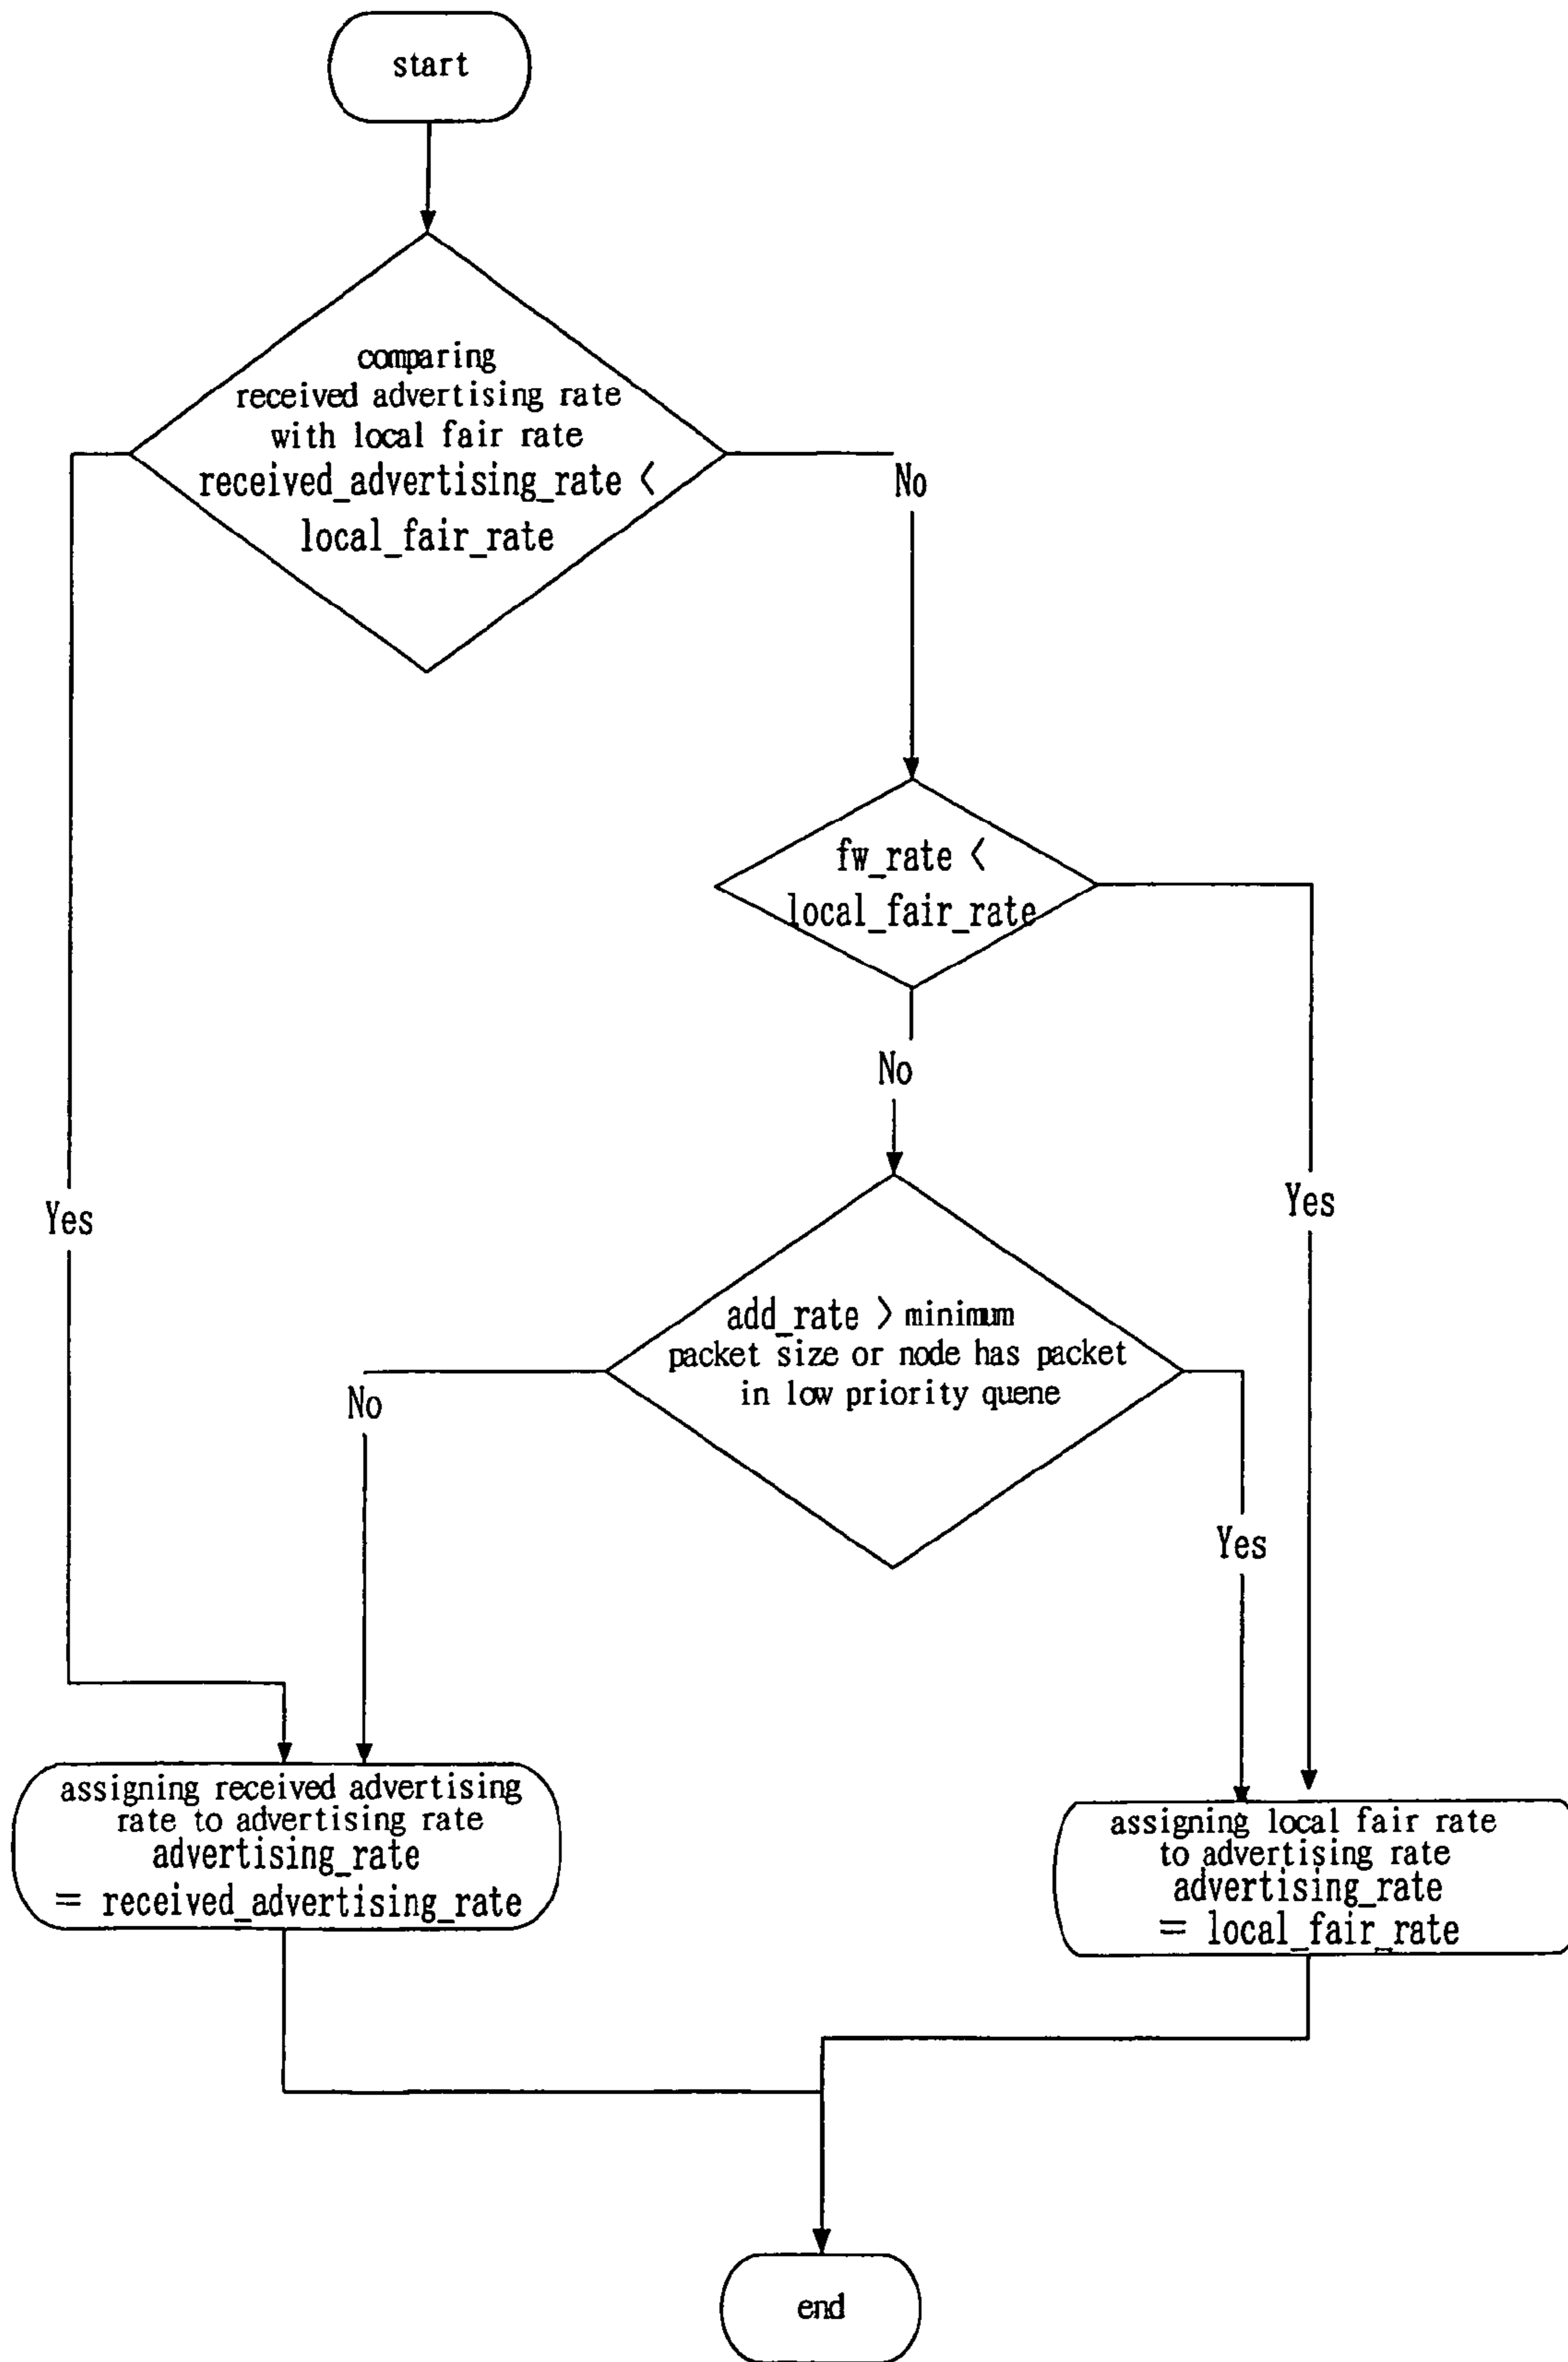 start
comparing
received advertising rate
with local fair rate
received_advertising_rate <
local_fair_rate
No
fw_rate <
local_fair_rate
No
Yes
Yes
add_rate > minimum
packet size or node has packet
in low priority quene
No
Yes
assigning received advertising
rate to advertising rate
advertising_rate
= received_advertising_rate
assigning local fair rate
to advertising rate
advertising_rate
= local_fair_rate
end